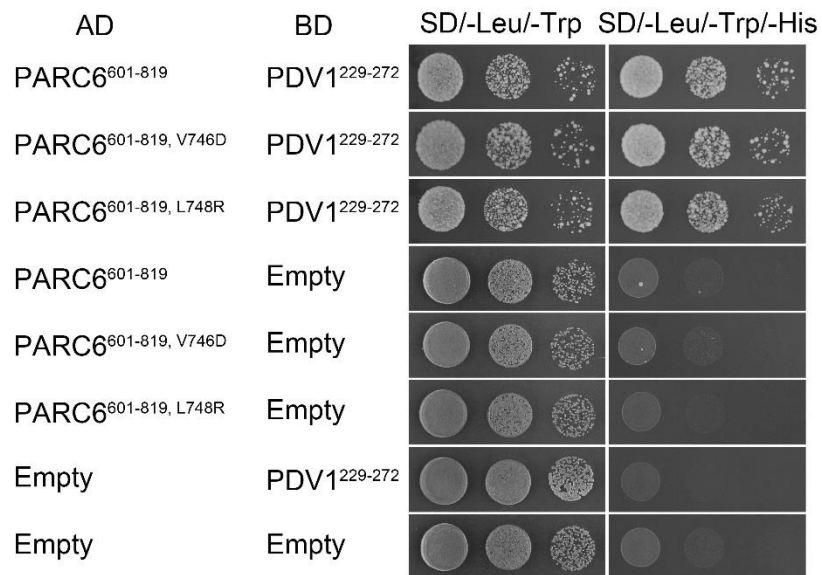 AD BD SD/-Leu/-Trp SD/-Leu/-Trp/-His
PARC6⁶⁰¹⁻⁸¹⁹ PDV1²²⁹⁻²⁷²
PARC6⁶⁰¹⁻⁸¹⁹, ⱽ⁷⁴⁶ᴰ PDV1²²⁹⁻²⁷²
PARC6⁶⁰¹⁻⁸¹⁹, ᴸ⁷⁴⁸ᴿ PDV1²²⁹⁻²⁷²
PARC6⁶⁰¹⁻⁸¹⁹ Empty
PARC6⁶⁰¹⁻⁸¹⁹, ⱽ⁷⁴⁶ᴰ Empty
PARC6⁶⁰¹⁻⁸¹⁹, ᴸ⁷⁴⁸ᴿ Empty
Empty PDV1²²⁹⁻²⁷²
Empty Empty